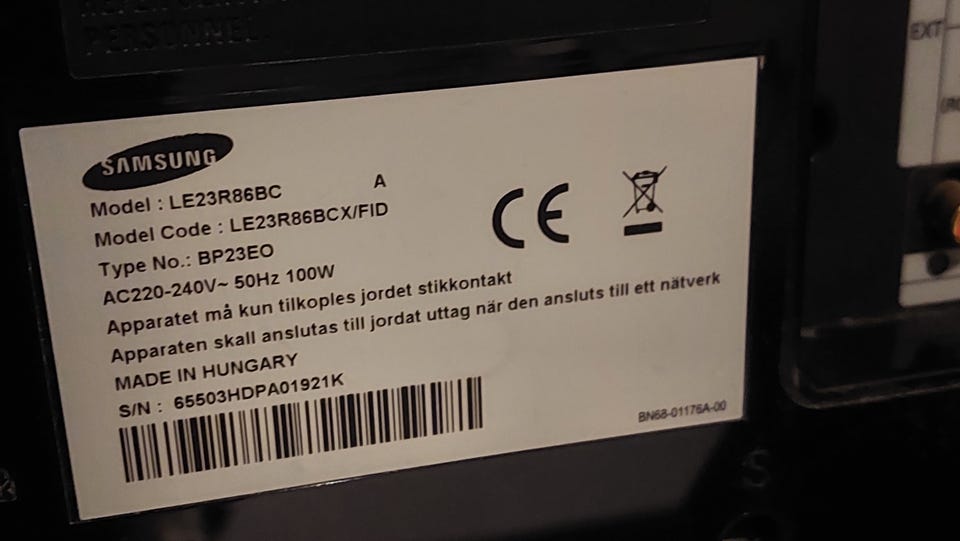 PERSONNEL.
SAMSUNG
Model : LE23R86BC A
Model Code : LE23R86BCX/FID
Type No.: BP23EO
AC220-240V~ 50Hz 100W
Apparatet må kun tilkoples jordet stikkontakt
Apparaten skall anslutas till jordat uttag när den ansluts till ett nätverk
MADE IN HUNGARY
S/N : 65503HDPA01921K
BN68-01176A-00
CE
EXT
S